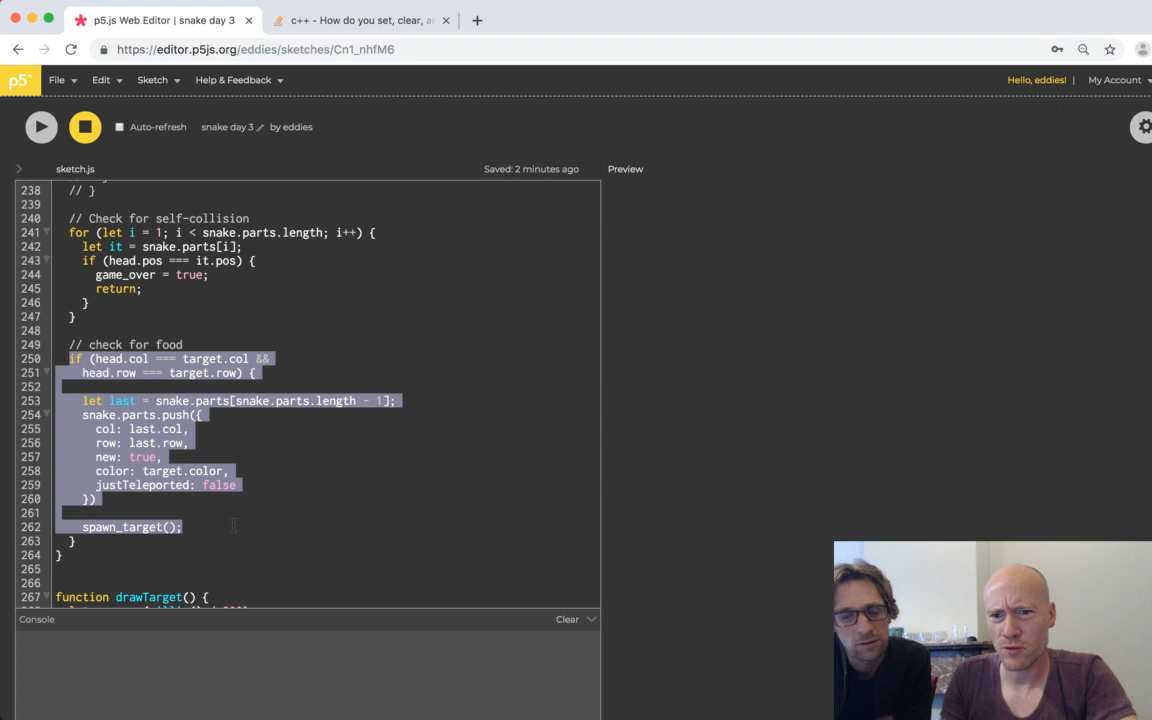 p5.js Web Editor | snake day 3
c++ - How do you set, clear, a
https://editor.p5js.org/eddies/sketches/Cn1_nhfM6
p5*
File
Edit
Sketch
Help & Feedback
Hello, eddies! |
My Account
Auto-refresh
snake day 3
by eddies
sketch.js
Saved: 2 minutes ago
Preview
238 // }
239
240 // Check for self-collision
241 for (let i = 1; i < snake.parts.length; i++) {
242 let it = snake.parts[i];
243 if (head.pos === it.pos) {
244 game_over = true;
245 return;
246 }
247 }
248
249 // check for food
250 if (head.col === target.col &&
251 head.row === target.row) {
252
253 let last = snake.parts[snake.parts.length - 1];
254 snake.parts.push({
255 col: last.col,
256 row: last.row,
257 new: true,
258 color: target.color,
259 justTeleported: false
260 })
261
262 spawn_target();
263 }
264 }
265
266
267 function drawTarget() {
Console
Clear